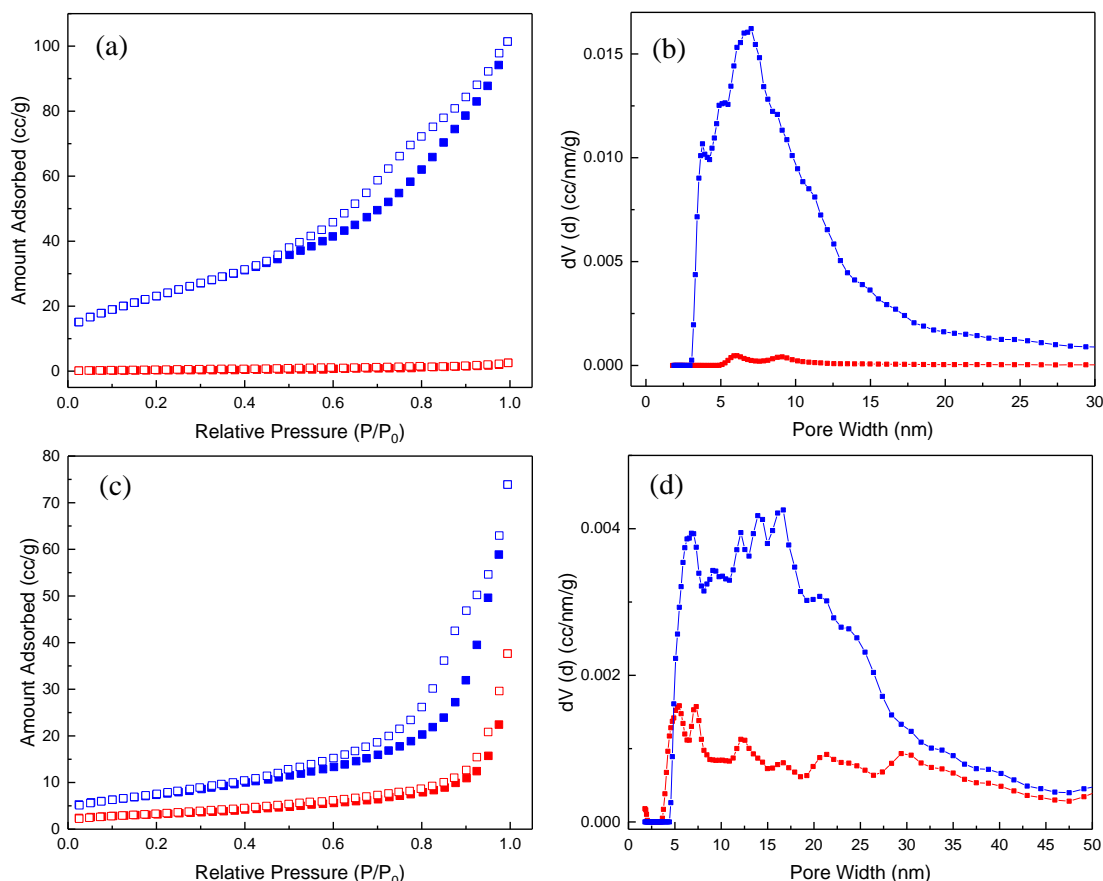 (a)
Amount Adsorbed (cc/g)
100
80
60
40
20
0
0.0 0.2 0.4 0.6 0.8 1.0
Relative Pressure (P/P₀)
(b)
dV (d) (cc/nm/g)
0.015
0.010
0.005
0.000
0 5 10 15 20 25 30
Pore Width (nm)
(c)
Amount Adsorbed (cc/g)
80
70
60
50
40
30
20
10
0
0.0 0.2 0.4 0.6 0.8 1.0
Relative Pressure (P/P₀)
(d)
dV (d) (cc/nm/g)
0.004
0.002
0.000
0 5 10 15 20 25 30 35 40 45 50
Pore Width (nm)